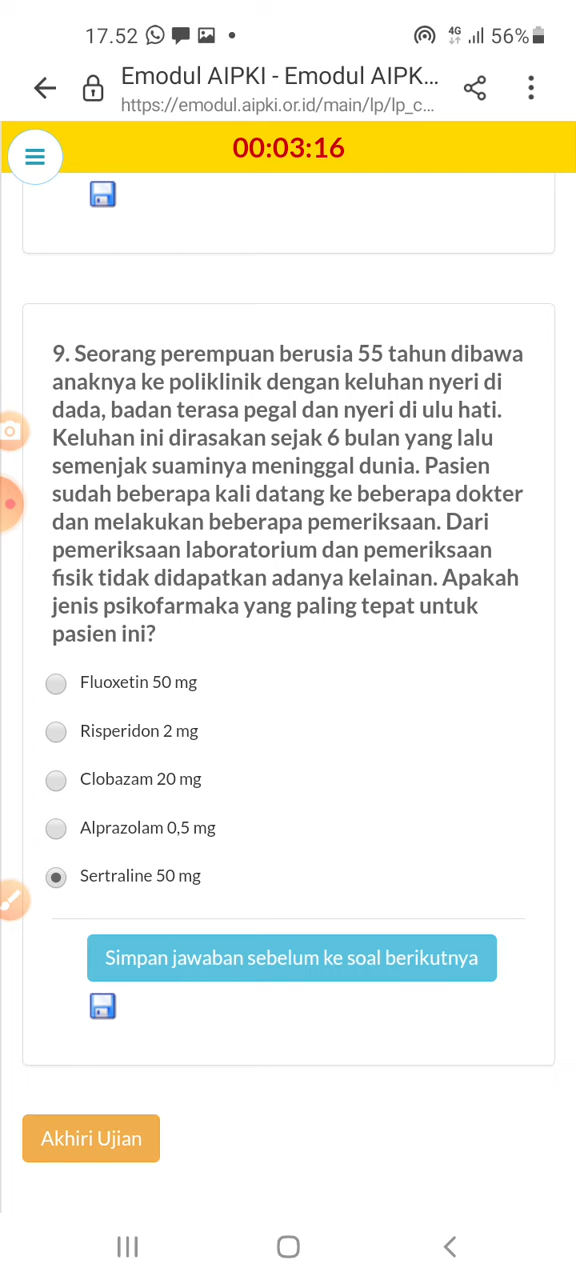 17.52 4G 56%
Emodul AIPKI - Emodul AIPK...
https://emodul.aipki.or.id/main/lp/lp_c...
00:03:16
9. Seorang perempuan berusia 55 tahun dibawa
anaknya ke poliklinik dengan keluhan nyeri di
dada, badan terasa pegal dan nyeri di ulu hati.
Keluhan ini dirasakan sejak 6 bulan yang lalu
semenjak suaminya meninggal dunia. Pasien
sudah beberapa kali datang ke beberapa dokter
dan melakukan beberapa pemeriksaan. Dari
pemeriksaan laboratorium dan pemeriksaan
fisik tidak didapatkan adanya kelainan. Apakah
jenis psikofarmaka yang paling tepat untuk
pasien ini?
Fluoxetin 50 mg
Risperidon 2 mg
Clobazam 20 mg
Alprazolam 0,5 mg
Sertraline 50 mg
Simpan jawaban sebelum ke soal berikutnya
Akhiri Ujian